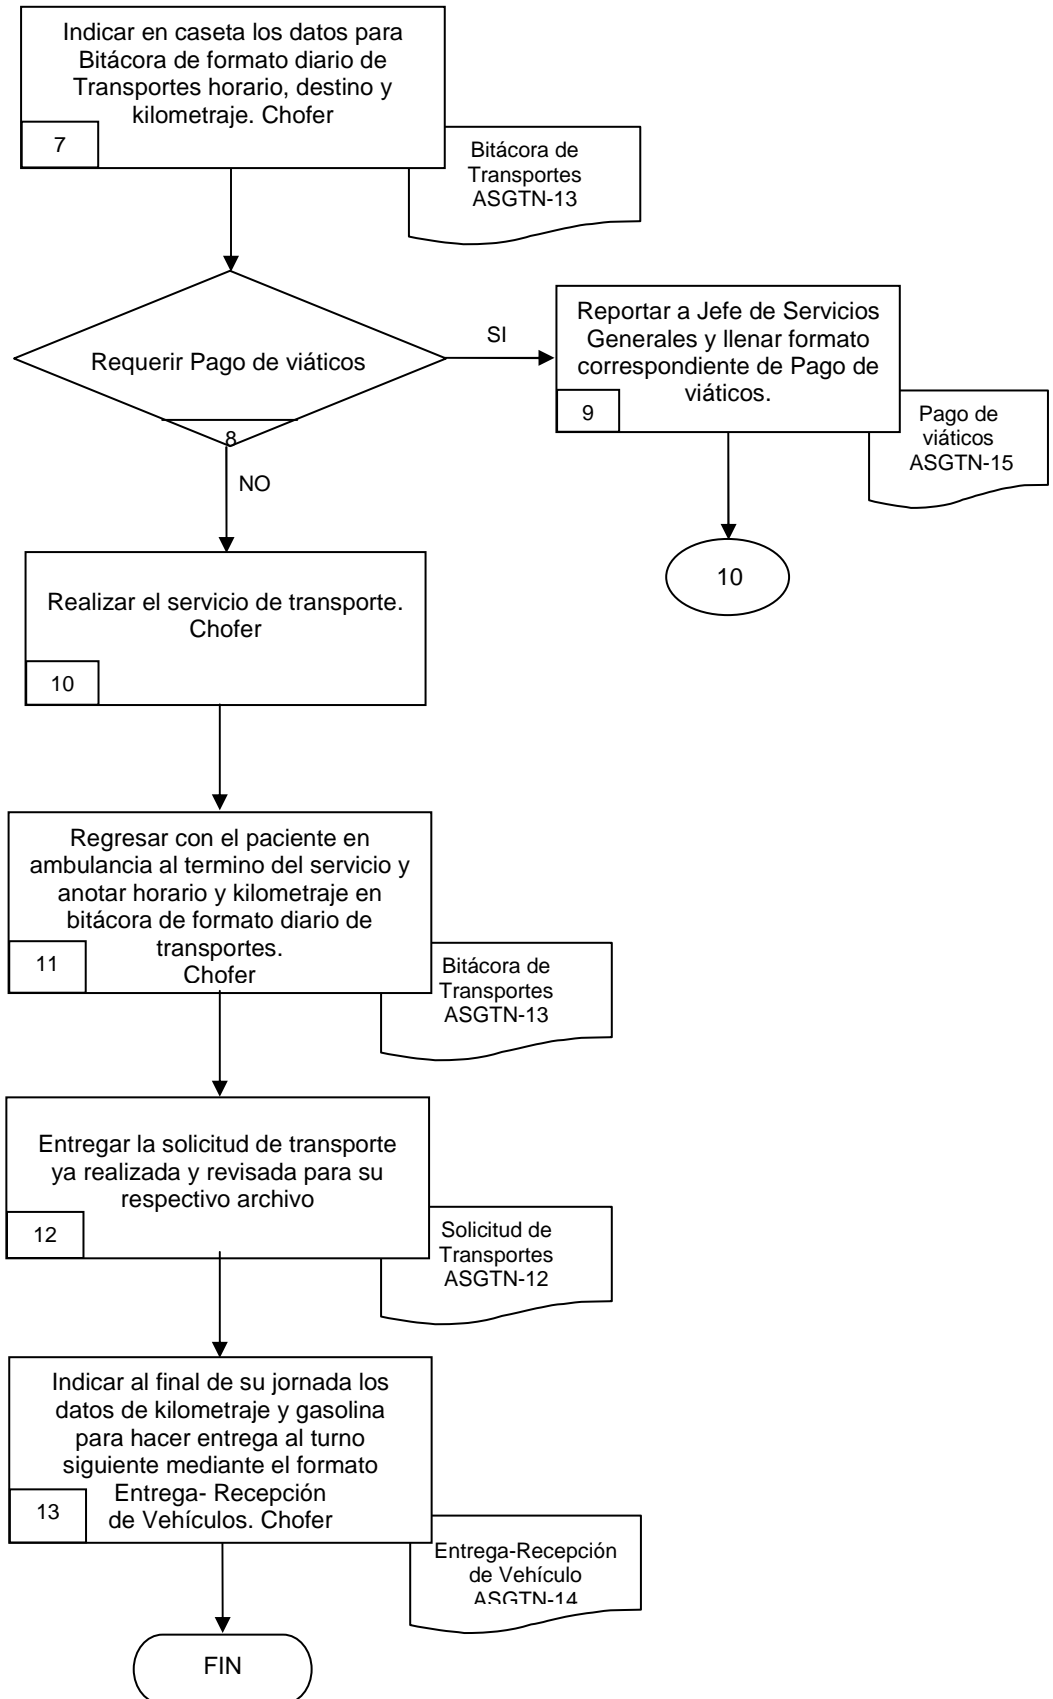 Indicar en caseta los datos para
Bitácora de formato diario de
Transportes horario, destino y
kilometraje. Chofer
7
Bitácora de
Transportes
ASGTN-13
Requerir Pago de viáticos
8
SI
NO
Reportar a Jefe de Servicios
Generales y llenar formato
correspondiente de Pago de
viáticos.
9
Pago de
viáticos
ASGTN-15
10
Realizar el servicio de transporte.
Chofer
10
Regresar con el paciente en
ambulancia al termino del servicio y
anotar horario y kilometraje en
bitácora de formato diario de
transportes.
Chofer
11
Bitácora de
Transportes
ASGTN-13
Entregar la solicitud de transporte
ya realizada y revisada para su
respectivo archivo
12
Solicitud de
Transportes
ASGTN-12
Indicar al final de su jornada los
datos de kilometraje y gasolina
para hacer entrega al turno
siguiente mediante el formato
Entrega- Recepción
de Vehículos. Chofer
13
Entrega-Recepción
de Vehículo
ASGTN-14
FIN